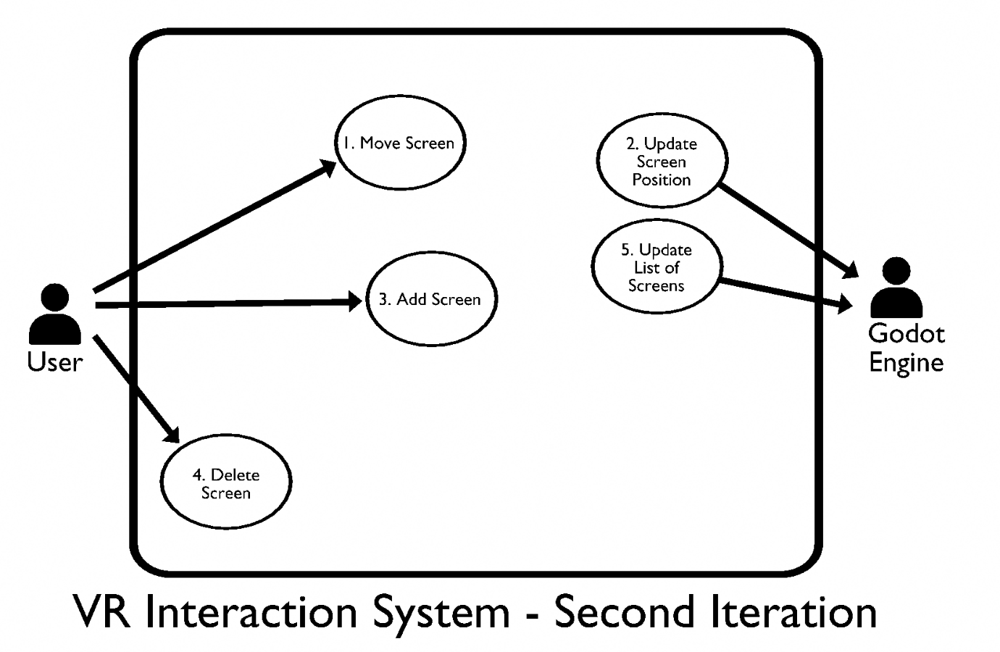 1. Move Screen
2. Update
Screen
Position
5. Update
List of
Screens
3. Add Screen
User
Godot
Engine
4. Delete
Screen
VR Interaction System - Second Iteration